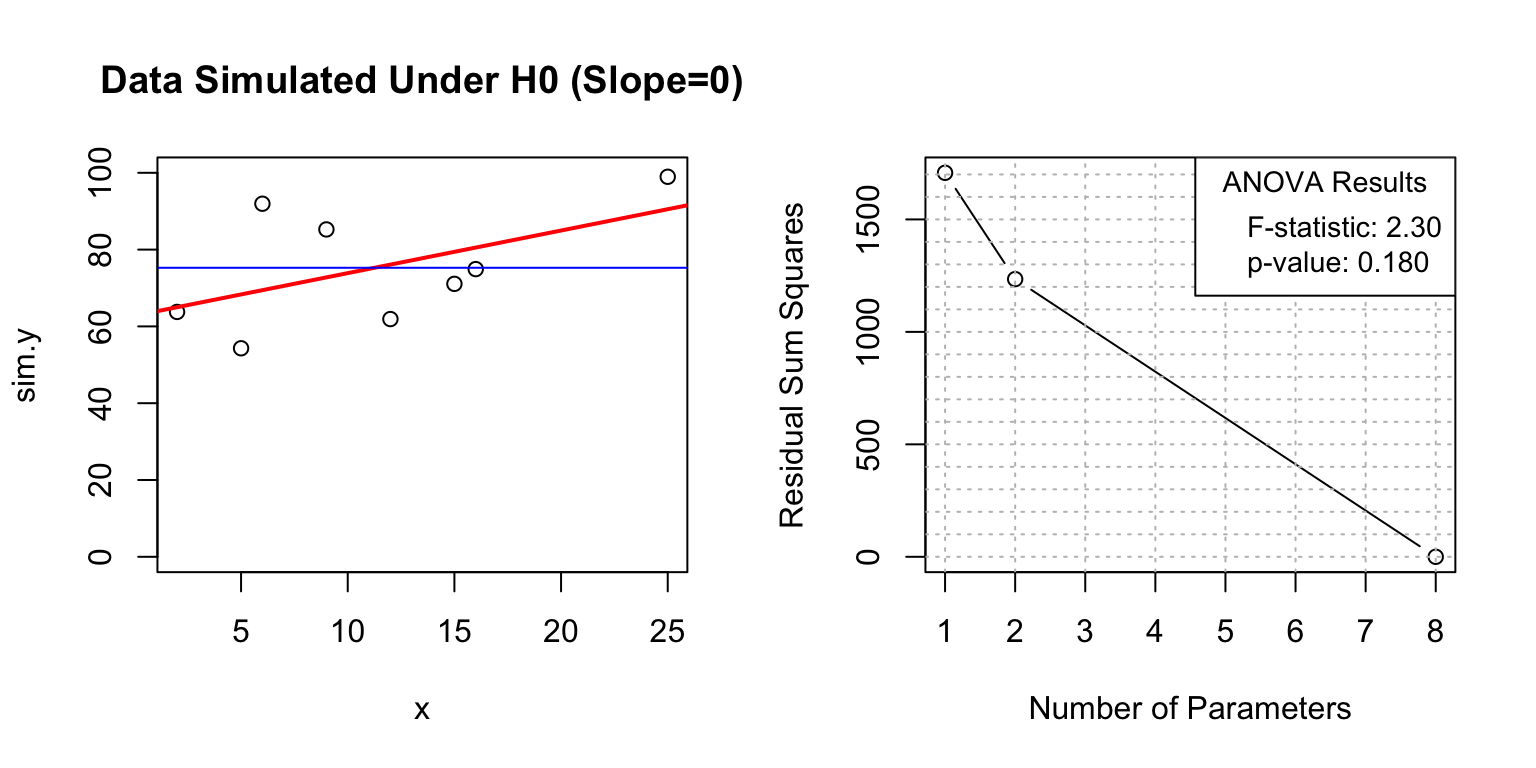 Data Simulated Under H0 (Slope=0)
sim.y
0
20
40
60
80
100
5
10
15
20
25
x
Residual Sum Squares
0
500
1000
1500
ANOVA Results
F-statistic: 2.30
p-value: 0.180
1
2
3
4
5
6
7
8
Number of Parameters